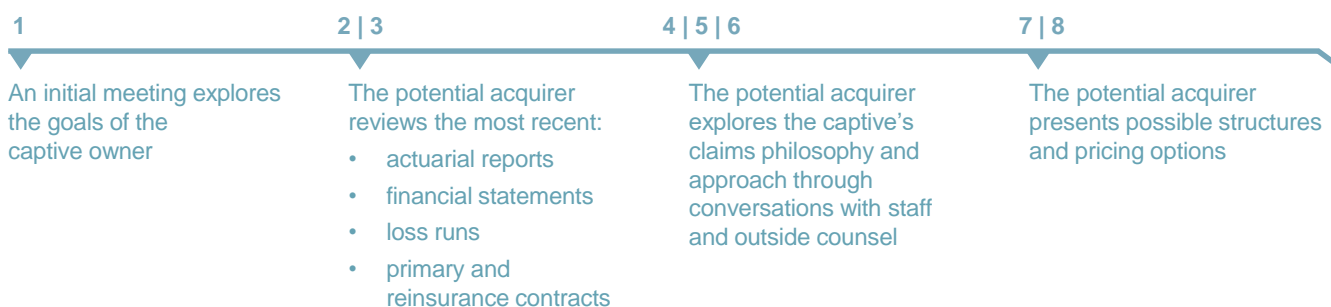 1
An initial meeting explores
the goals of the
captive owner
2 | 3
The potential acquirer
reviews the most recent:
• actuarial reports
• financial statements
• loss runs
• primary and
reinsurance contracts
4 | 5 | 6
The potential acquirer
explores the captive’s
claims philosophy and
approach through
conversations with staff
and outside counsel
7 | 8
The potential acquirer
presents possible structures
and pricing options